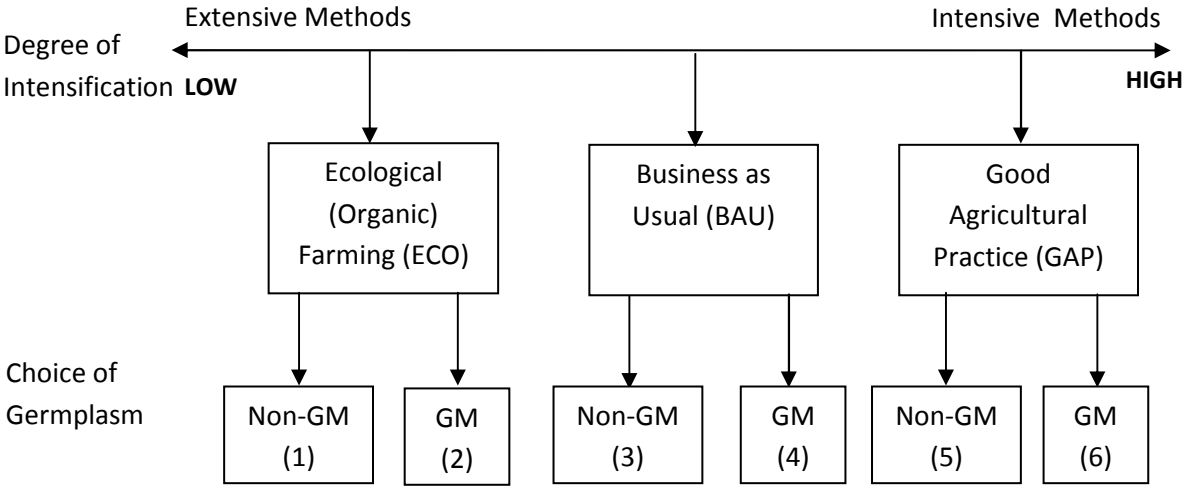 Extensive Methods
Intensive Methods
Degree of
Intensification LOW
HIGH
Ecological
(Organic)
Farming (ECO)
Business as
Usual (BAU)
Good
Agricultural
Practice (GAP)
Choice of
Germplasm
Non-GM
(1)
GM
(2)
Non-GM
(3)
GM
(4)
Non-GM
(5)
GM
(6)